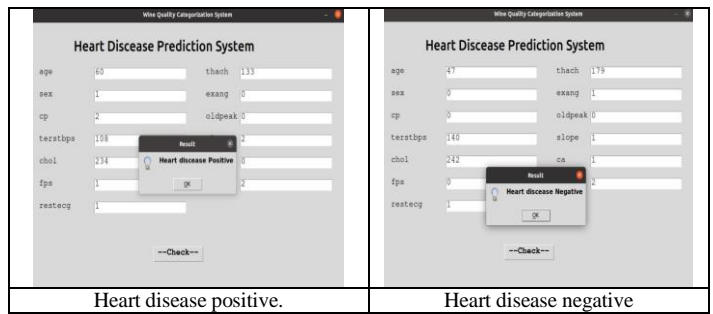 Wine Quality Categorization System
Heart Discease Prediction System
age 60 thach 133
sex 1 exang 0
cp 2 oldpeak 0
terstbps 108 2
Result
chol 234 Heart disease Positive 0
fps 1 OK 2
restecg 1
--Check--
Heart disease positive.
Wine Quality Categorization System
Heart Discease Prediction System
age 47 thach 179
sex 0 exang 1
cp 0 oldpeak 0
terstbps 140 slope 1
chol 242 ca 1
Result
fps 0 Heart disease Negative 2
restecg 1 OK
--Check--
Heart disease negative